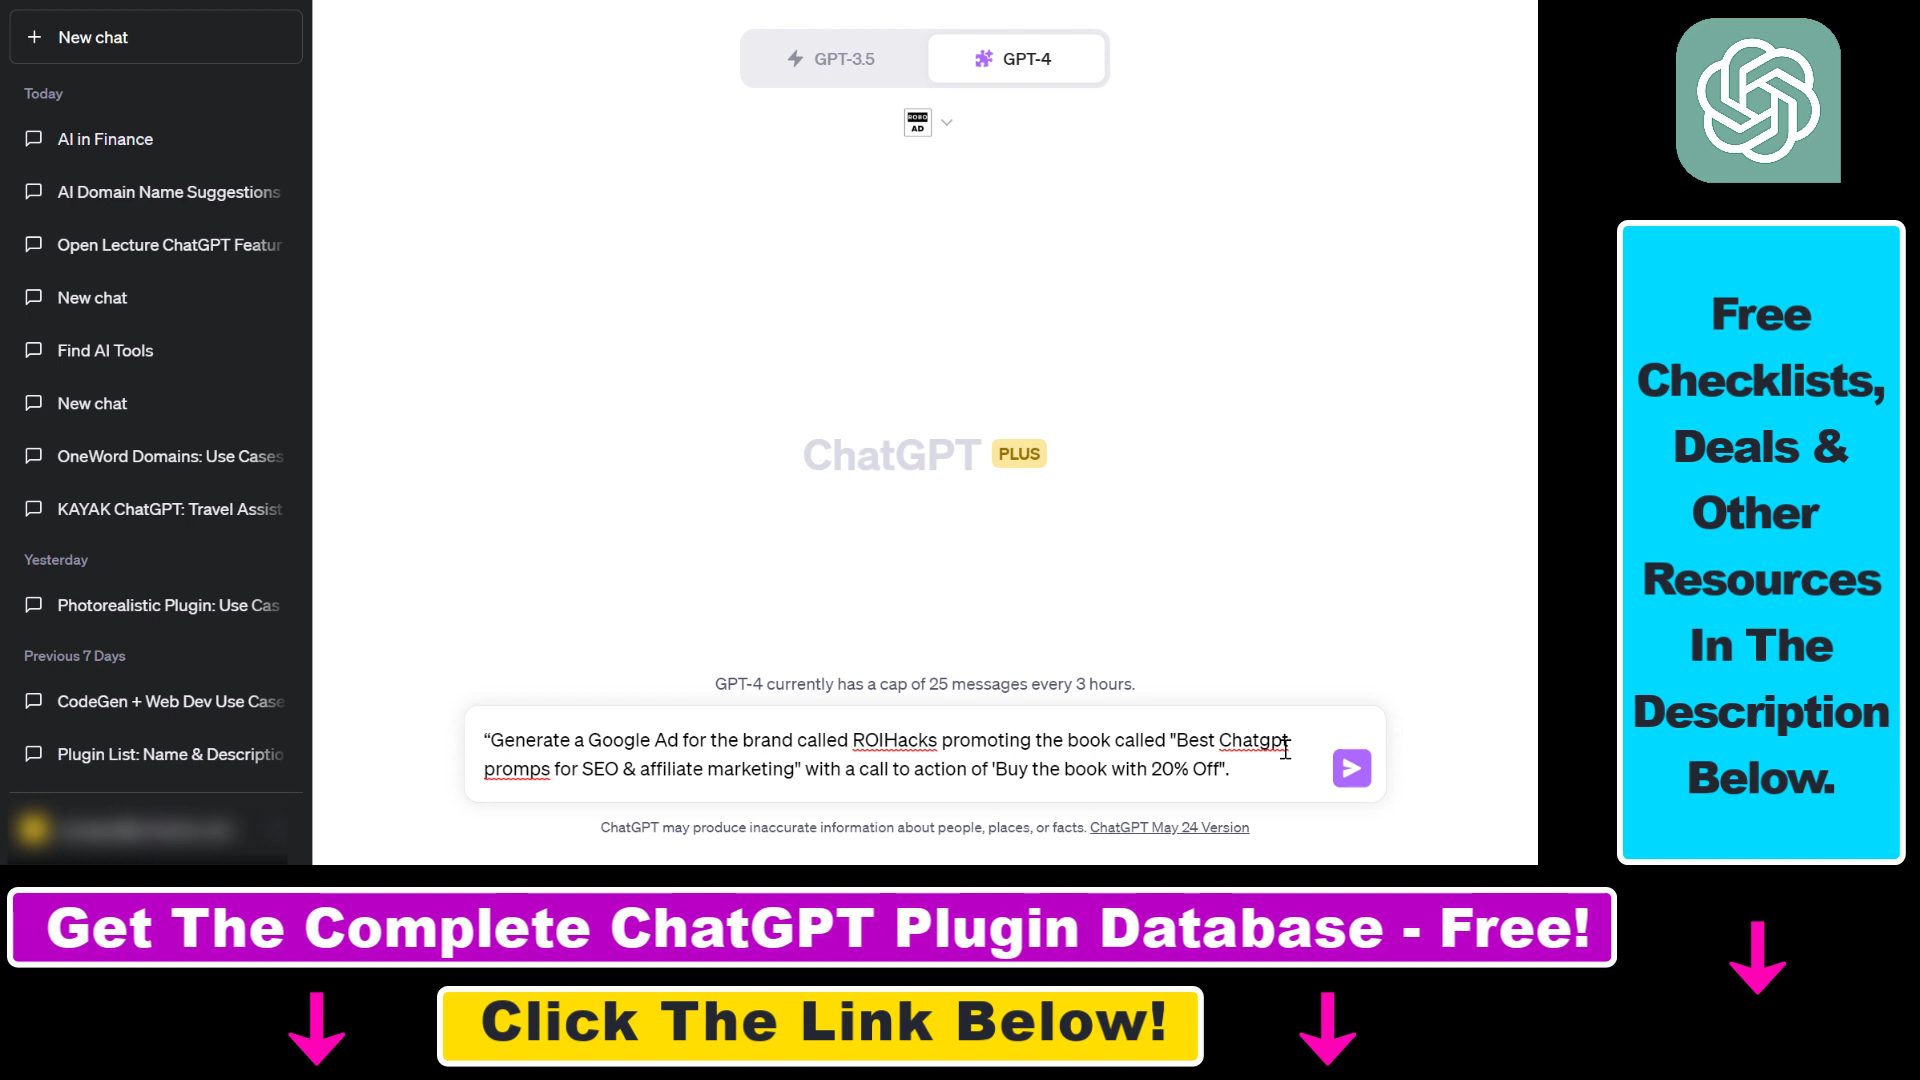 New chat
Today
AI in Finance
AI Domain Name Suggestions
Open Lecture ChatGPT Featur
New chat
Find AI Tools
New chat
OneWord Domains: Use Cases
KAYAK ChatGPT: Travel Assist
Yesterday
Photorealistic Plugin: Use Cas
Previous 7 Days
CodeGen + Web Dev Use Case
Plugin List: Name & Descriptio
GPT-3.5
GPT-4
ROBO
AD
ChatGPT PLUS
GPT-4 currently has a cap of 25 messages every 3 hours.
“Generate a Google Ad for the brand called ROIHacks promoting the book called "Best Chatgpt
promps for SEO & affiliate marketing" with a call to action of 'Buy the book with 20% Off".
ChatGPT may produce inaccurate information about people, places, or facts. ChatGPT May 24 Version
Free
Checklists,
Deals &
Other
Resources
In The
Description
Below.
Get The Complete ChatGPT Plugin Database - Free!
Click The Link Below!